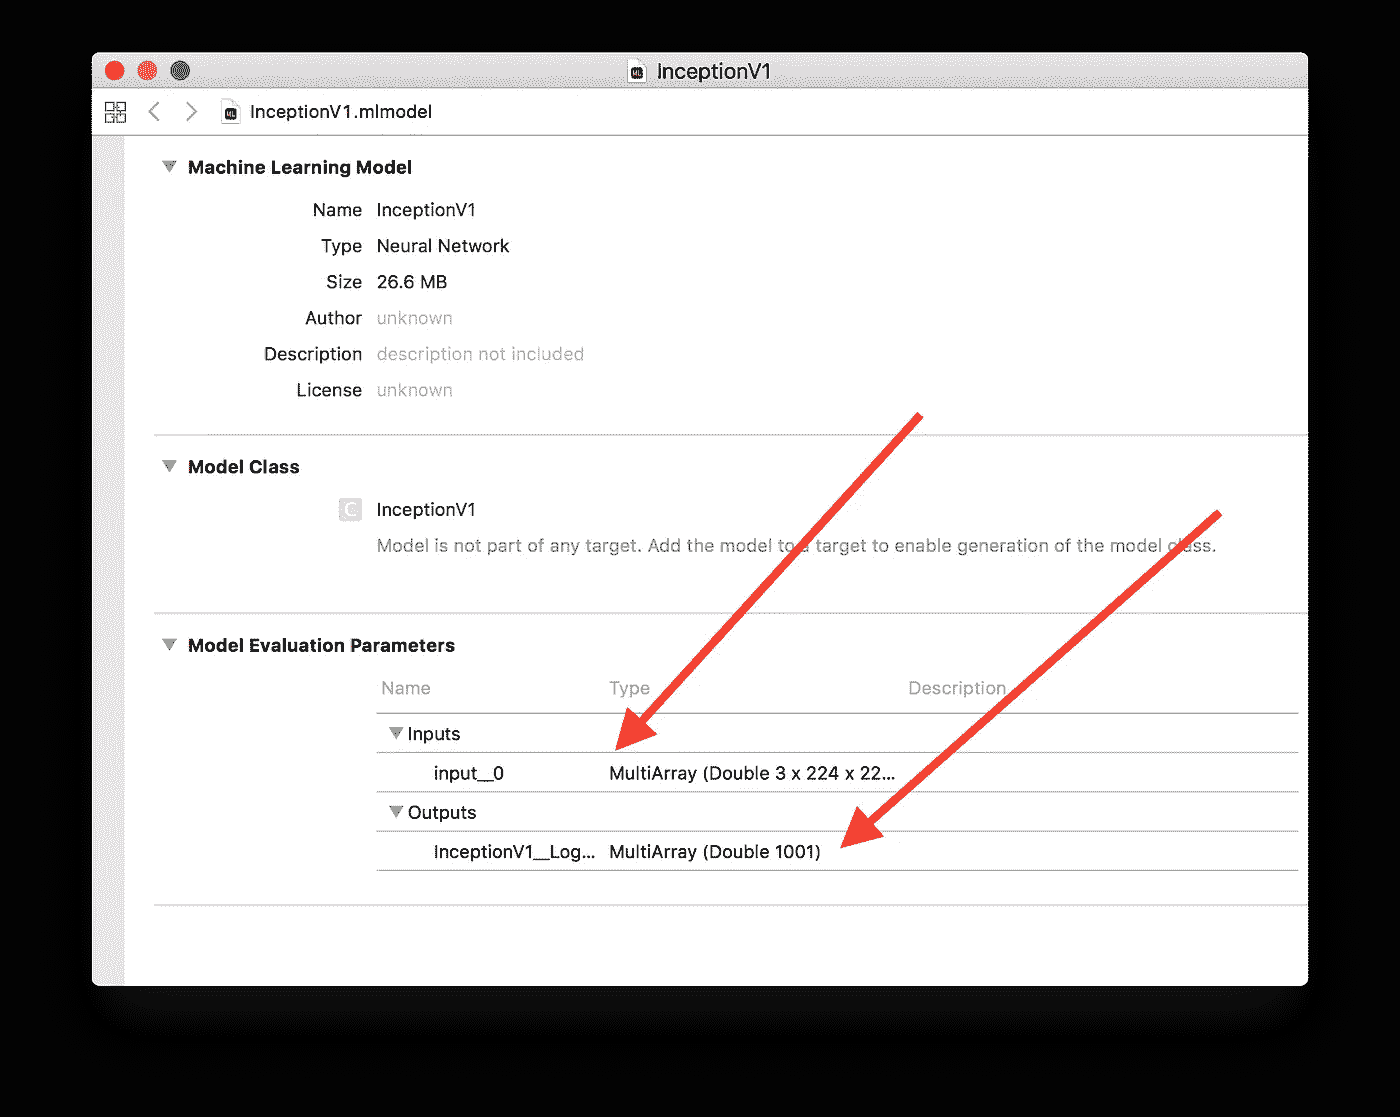 InceptionV1
InceptionV1.mlmodel
Machine Learning Model
Name InceptionV1
Type Neural Network
Size 26.6 MB
Author unknown
Description description not included
License unknown
Model Class
C InceptionV1
Model is not part of any target. Add the model to a target to enable generation of the model class.
Model Evaluation Parameters
Name Type Description
Inputs
input__0 MultiArray (Double 3 x 224 x 22...
Outputs
InceptionV1__Log... MultiArray (Double 1001)